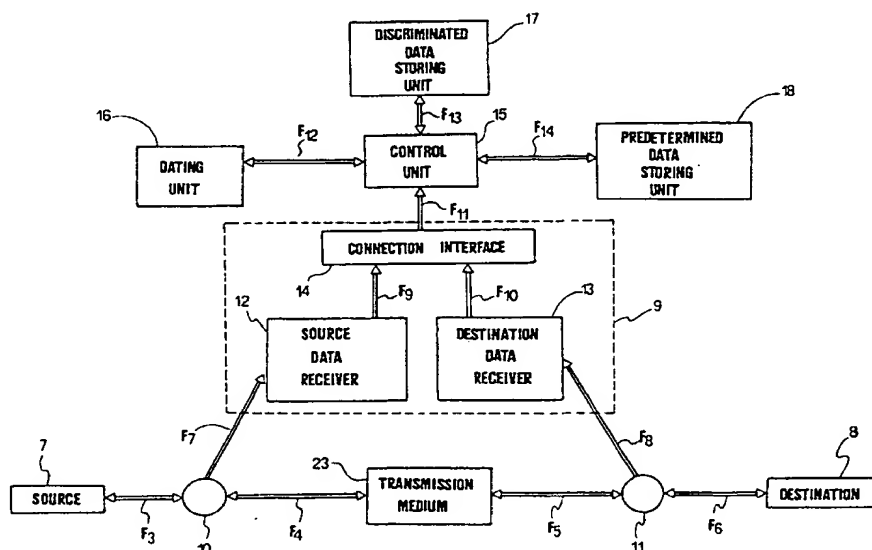 17
DISCRIMINATED
DATA
STORING
UNIT
18
16
F13
15
F12
F14
DATING
UNIT
CONTROL
UNIT
PREDETERMINED
DATA
STORING
UNIT
F11
CONNECTION INTERFACE
14
12
F9
F10
13
9
SOURCE
DATA
RECEIVER
DESTINATION
DATA
RECEIVER
F7
F8
7
23
8
SOURCE
TRANSMISSION
MEDIUM
DESTINATION
F3
F4
F5
F6
10
11